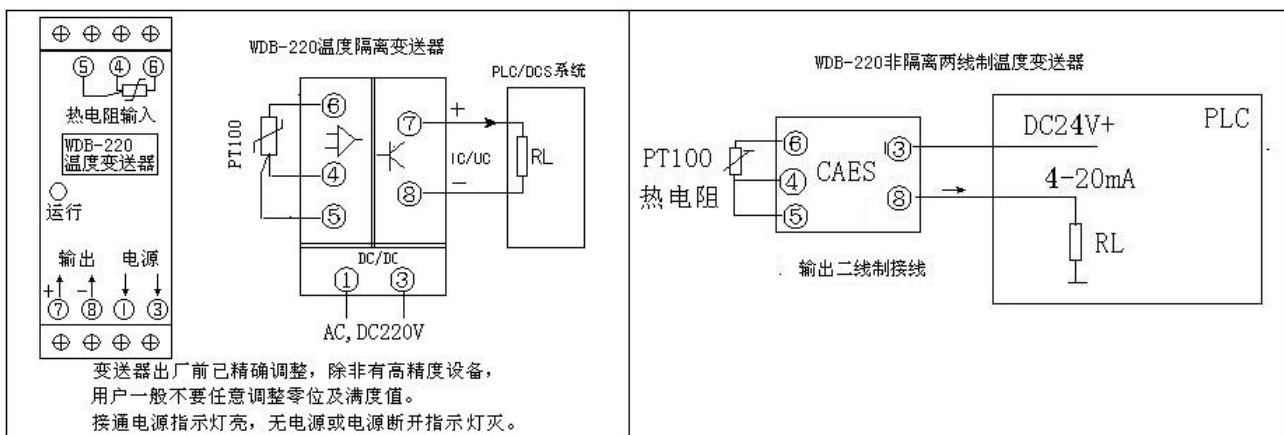 ⑤ ④ ⑥
热电阻输入
WDB-220
温度变送器
运行
输出 电源
+ −
⑦ ⑧ ① ③
WDB-220温度隔离变送器
PLC/DCS系统
PT100
⑥
④
⑤
⑦
⑧
+
IC/UC
−
RL
DC/DC
① ③
AC,DC220V
变送器出厂前已精确调整，除非有高精度设备，
用户一般不要任意调整零位及满度值。
接通电源指示灯亮，无电源或电源断开指示灯灭。
WDB-220非隔离两线制温度变送器
PT100
热电阻
⑥
④
⑤
CAES
③
⑧
DC24V+
PLC
4-20mA
RL
输出二线制接线